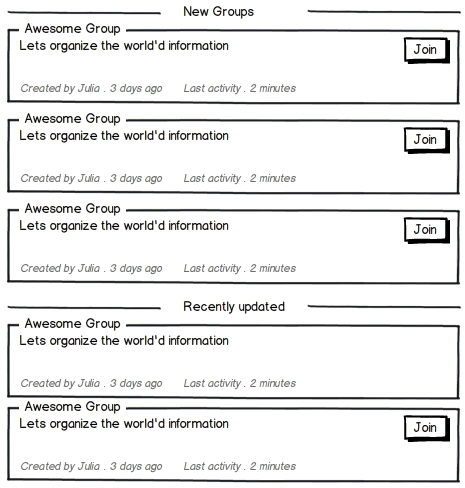 New Groups
Awesome Group
Lets organize the world'd information
Join
Created by Julia . 3 days ago Last activity . 2 minutes
Awesome Group
Lets organize the world'd information
Join
Created by Julia . 3 days ago Last activity . 2 minutes
Awesome Group
Lets organize the world'd information
Join
Created by Julia . 3 days ago Last activity . 2 minutes
Recently updated
Awesome Group
Lets organize the world'd information
Created by Julia . 3 days ago Last activity . 2 minutes
Awesome Group
Lets organize the world'd information
Join
Created by Julia . 3 days ago Last activity . 2 minutes